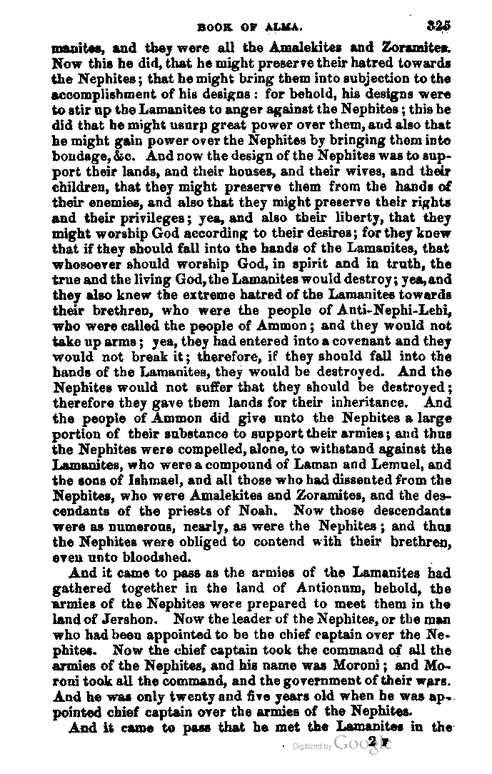 BOOK OF ALMA. 325
manites, and they were all the Amalekites and Zoramites.
Now this he did, that he might preserve their hatred towards
the Nephites; that he might bring them into subjection to the
accomplishment of his designs: for behold, his designs were
to stir up the Lamanites to anger against the Nephites; this he
did that he might usurp great power over them, and also that
he might gain power over the Nephites by bringing them into
bondage, &c. And now the design of the Nephites was to sup-
port their lands, and their houses, and their wives, and their
children, that they might preserve them from the hands of
their enemies, and also that they might preserve their rights
and their privileges; yea, and also their liberty, that they
might worship God according to their desires; for they knew
that if they should fall into the hands of the Lamanites, that
whosoever should worship God, in spirit and in truth, the
true and the living God, the Lamanites would destroy; yea, and
they also knew the extreme hatred of the Lamanites towards
their brethren, who were the people of Anti-Nephi-Lehi,
who were called the people of Ammon; and they would not
take up arms; yea, they had entered into a covenant and they
would not break it; therefore, if they should fall into the
hands of the Lamanites, they would be destroyed. And the
Nephites would not suffer that they should be destroyed;
therefore they gave them lands for their inheritance. And
the people of Ammon did give unto the Nephites a large
portion of their substance to support their armies; and thus
the Nephites were compelled, alone, to withstand against the
Lamanites, who were a compound of Laman and Lemuel, and
the sons of Ishmael, and all those who had dissented from the
Nephites, who were Amalekites and Zoramites, and the des-
cendants of the priests of Noah. Now those descendants
were as numerous, nearly, as were the Nephites; and thus
the Nephites were obliged to contend with their brethren,
even unto bloodshed.
And it came to pass as the armies of the Lamanites had
gathered together in the land of Antionum, behold, the
armies of the Nephites were prepared to meet them in the
land of Jershon. Now the leader of the Nephites, or the man
who had been appointed to be the chief captain over the Ne-
phites. Now the chief captain took the command of all the
armies of the Nephites, and his name was Moroni; and Mo-
roni took all the command, and the government of their wars.
And he was only twenty and five years old when he was ap-
pointed chief captain over the armies of the Nephites.
And it came to pass that he met the Lamanites in the
Digitized by Google 2 F